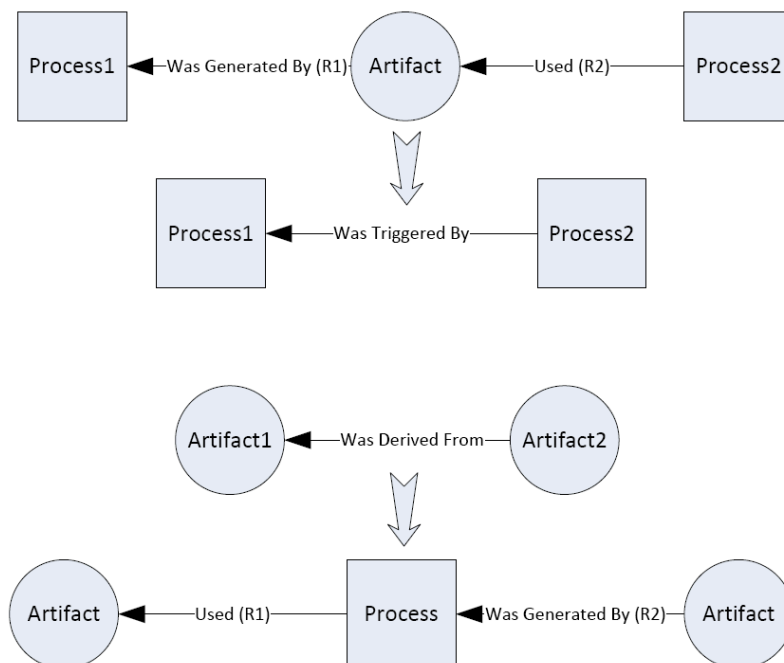 Process1
Was Generated By (R1)
Artifact
Used (R2)
Process2
Process1
Was Triggered By
Process2
Artifact1
Was Derived From
Artifact2
Artifact
Used (R1)
Process
Was Generated By (R2)
Artifact